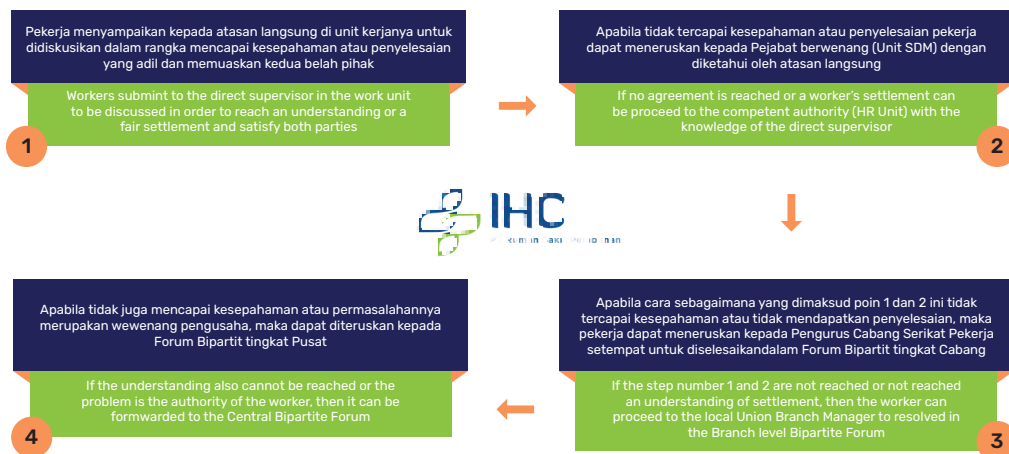 Pekerja menyampaikan kepada atasan langsung di unit kerjanya untuk
didiskusikan dalam rangka mencapai kesepahaman atau penyelesaian
yang adil dan memuaskan kedua belah pihak
Workers submint to the direct supervisor in the work unit
to be discussed in order to reach an understanding or a
fair settlement and satisfy both parties
1
Apabila tidak tercapai kesepahaman atau penyelesaian pekerja
dapat meneruskan kepada Pejabat berwenang (Unit SDM) dengan
diketahui oleh atasan langsung
If no agreement is reached or a worker's settlement can
be proceed to the competent authority (HR Unit) with the
knowledge of the direct supervisor
2
IHC
Apabila cara sebagaimana yang dimaksud poin 1 dan 2 ini tidak
tercapai kesepahaman atau tidak mendapatkan penyelesaian, maka
pekerja dapat meneruskan kepada Pengurus Cabang Serikat Pekerja
setempat untuk diselesaikandalam Forum Bipartit tingkat Cabang
If the step number 1 and 2 are not reached or not reached
an understanding of settlement, then the worker can
proceed to the local Union Branch Manager to resolved in
the Branch level Bipartite Forum
3
Apabila tidak juga mencapai kesepahaman atau permasalahannya
merupakan wewenang pengusaha, maka dapat diteruskan kepada
Forum Bipartit tingkat Pusat
If the understanding also cannot be reached or the
problem is the authority of the worker, then it can be
formwarded to the Central Bipartite Forum
4